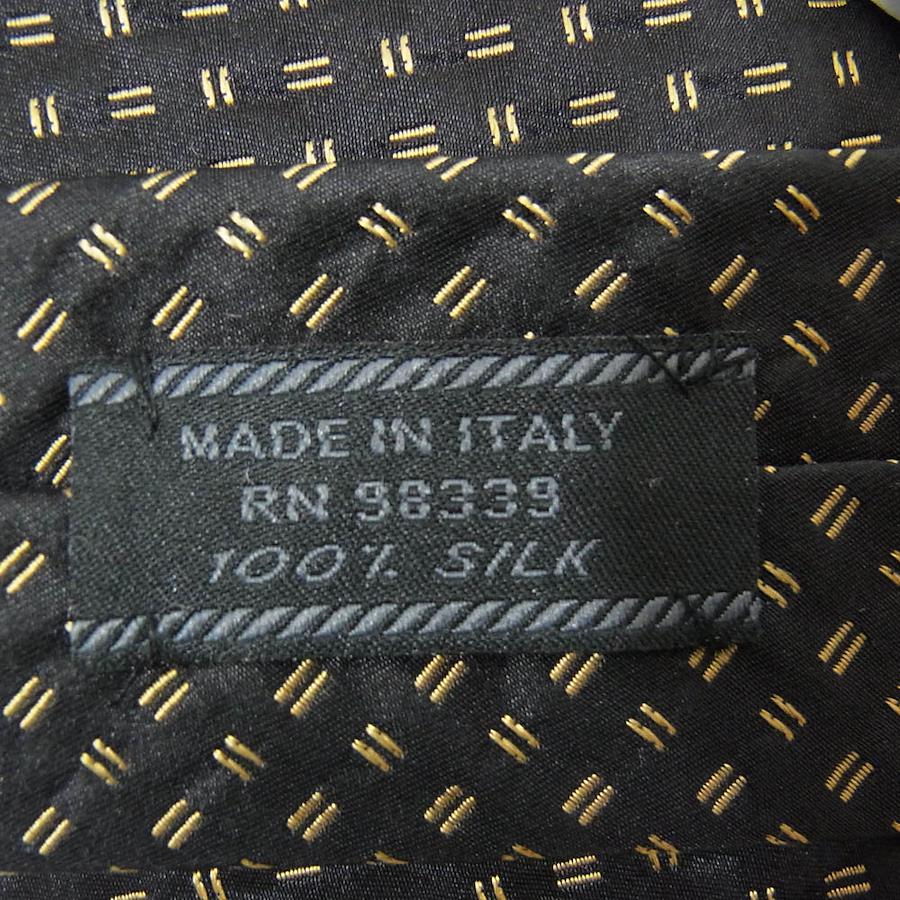 MADE IN ITALY
RN 98339
100% SILK